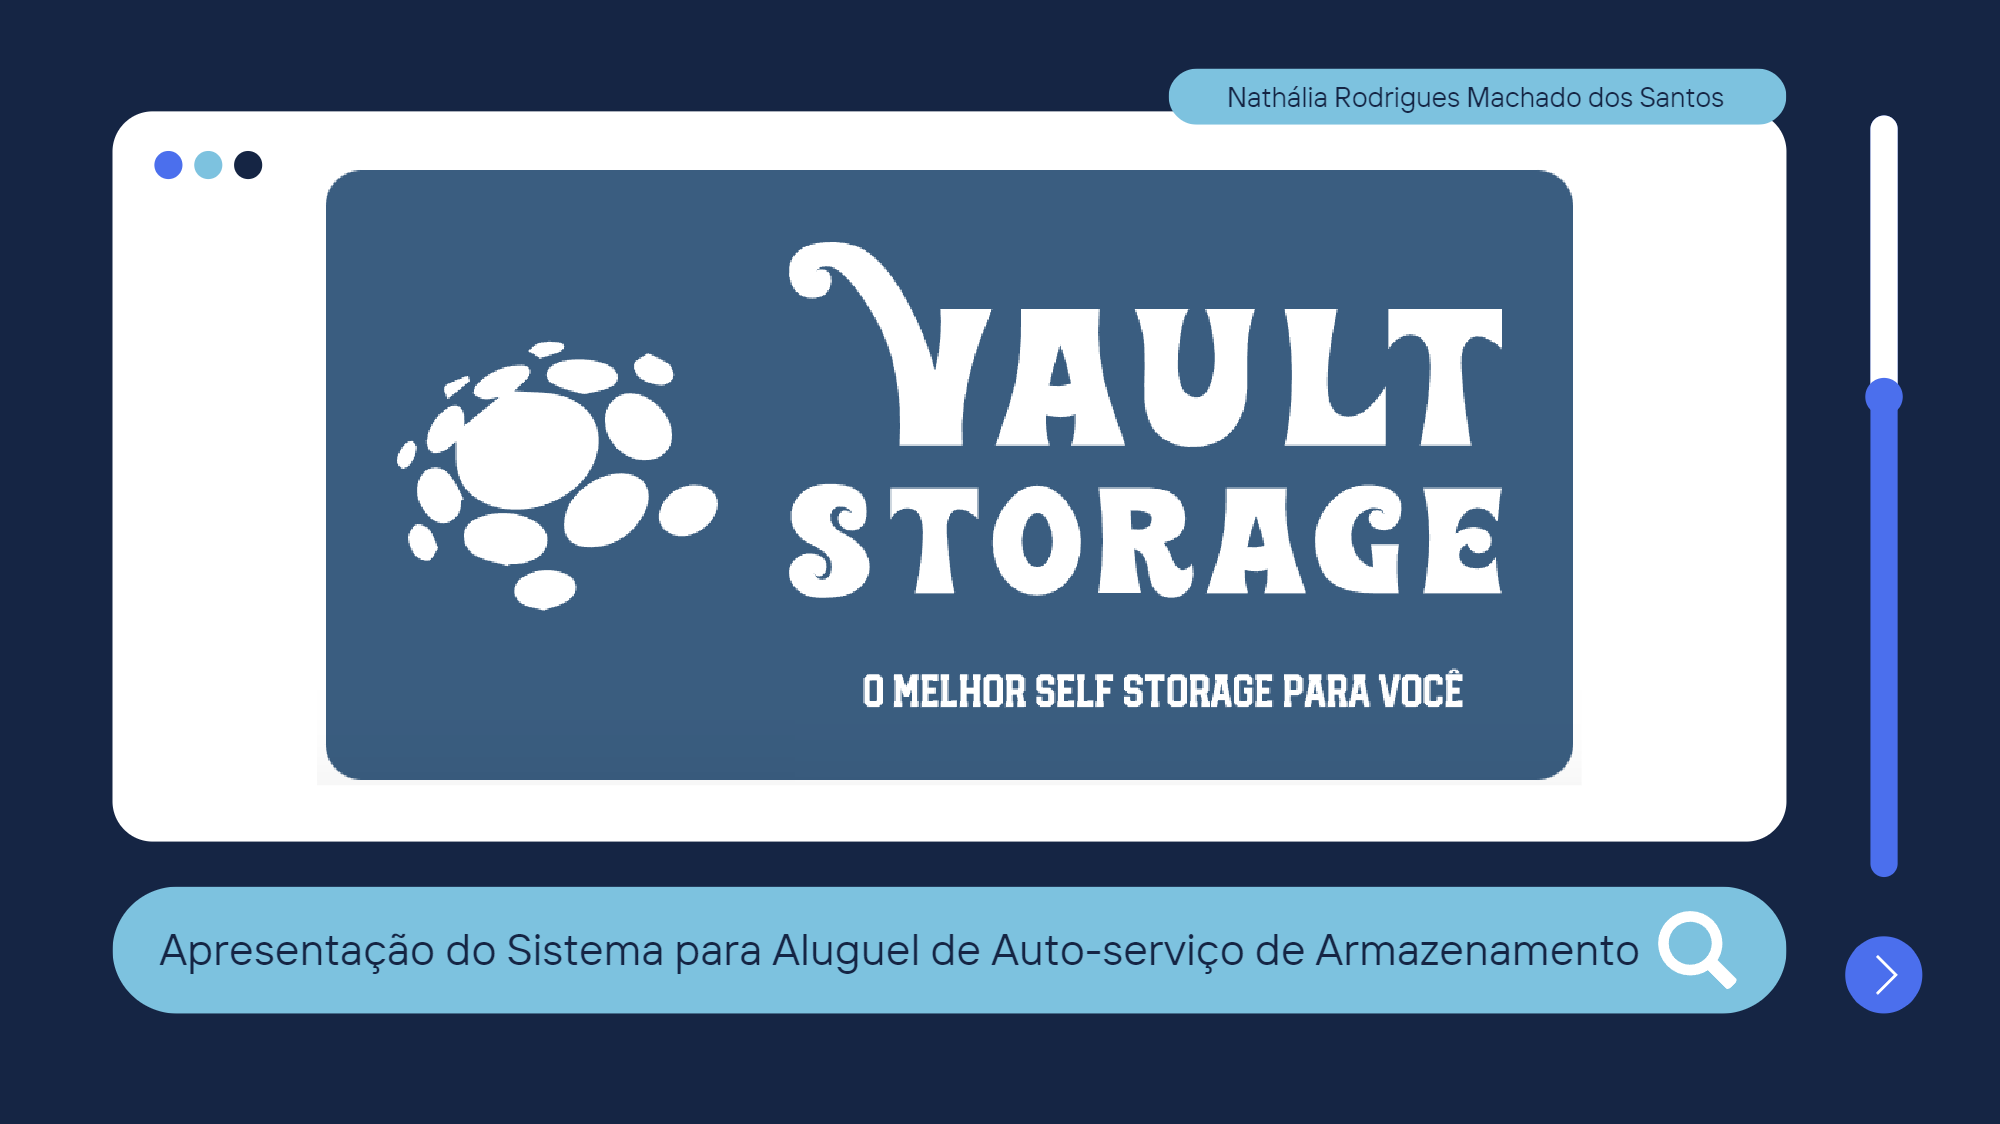 Nathália Rodrigues Machado dos Santos
VAULT
STORAGE
O MELHOR SELF STORAGE PARA VOCÊ
Apresentação do Sistema para Aluguel de Auto-serviço de Armazenamento